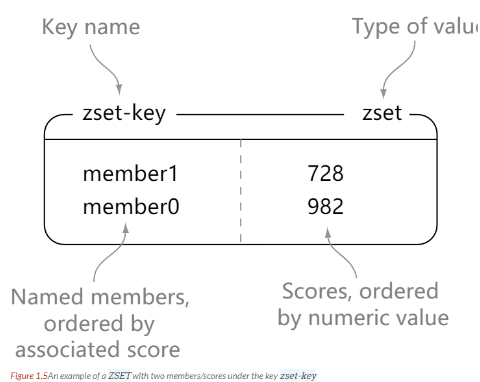 Key name
Type of value
zset-key
zset
member1
728
member0
982
Named members,
ordered by
associated score
Scores, ordered
by numeric value
Figure 1.5An example of a ZSET with two members/scores under the key zset-key